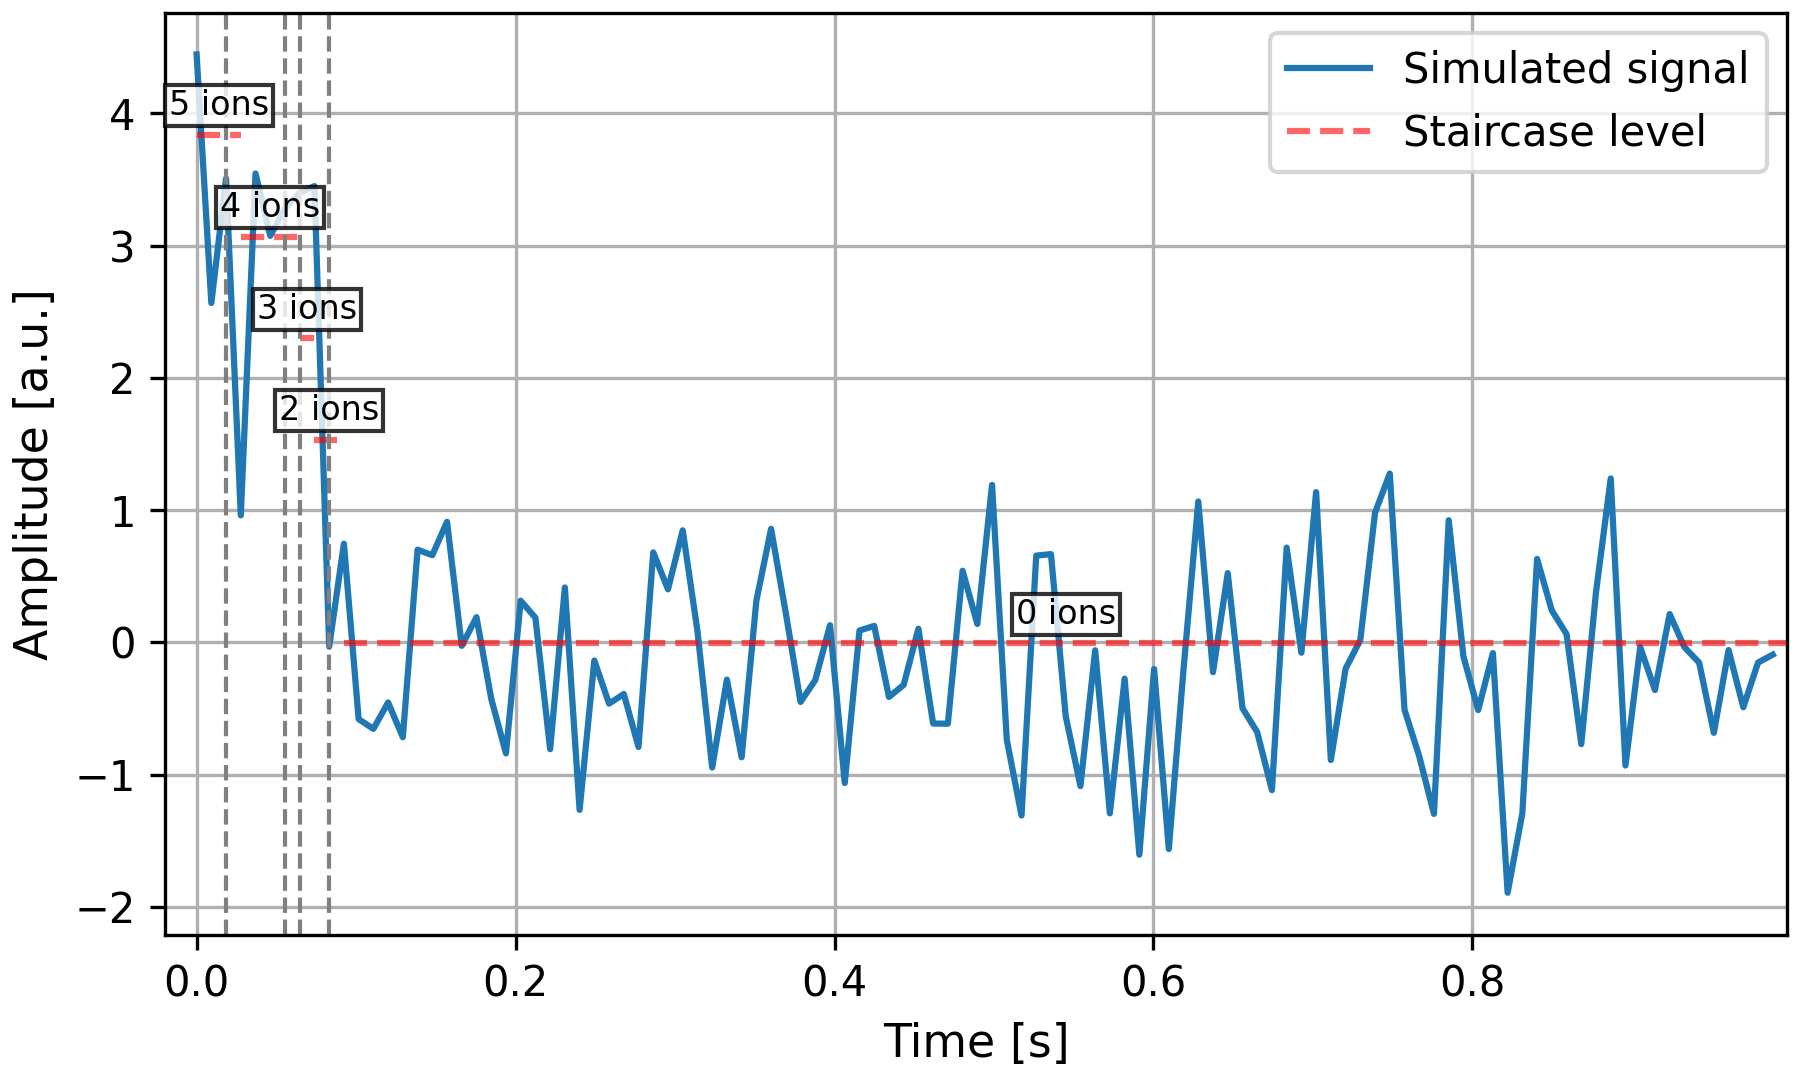 Simulated signal
Staircase level
5 ions
4 ions
3 ions
2 ions
0 ions
Amplitude [a.u.]
4
3
2
1
0
−1
−2
0.0 0.2 0.4 0.6 0.8
Time [s]